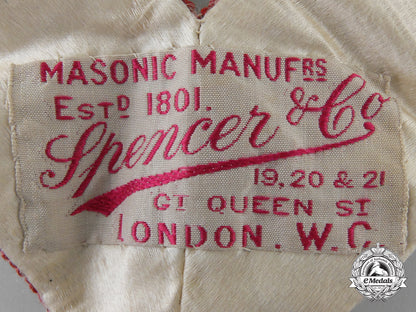 MASONIC MANUFRS
ESTD 1801.
Spencer & Co
19, 20 & 21
GT QUEEN ST
LONDON. W.C.
eMedals